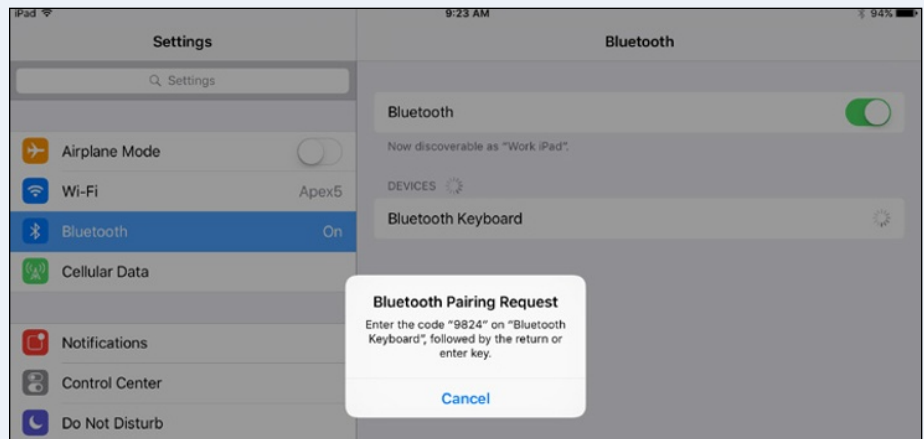 iPad
9:23 AM
94%
Settings
Bluetooth
Settings
Bluetooth
Now discoverable as "Work iPad".
Airplane Mode
Wi-Fi
Apex5
DEVICES
Bluetooth Keyboard
Bluetooth
On
Cellular Data
Bluetooth Pairing Request
Enter the code "9824" on "Bluetooth
Keyboard", followed by the return or
enter key.
Cancel
Notifications
Control Center
Do Not Disturb